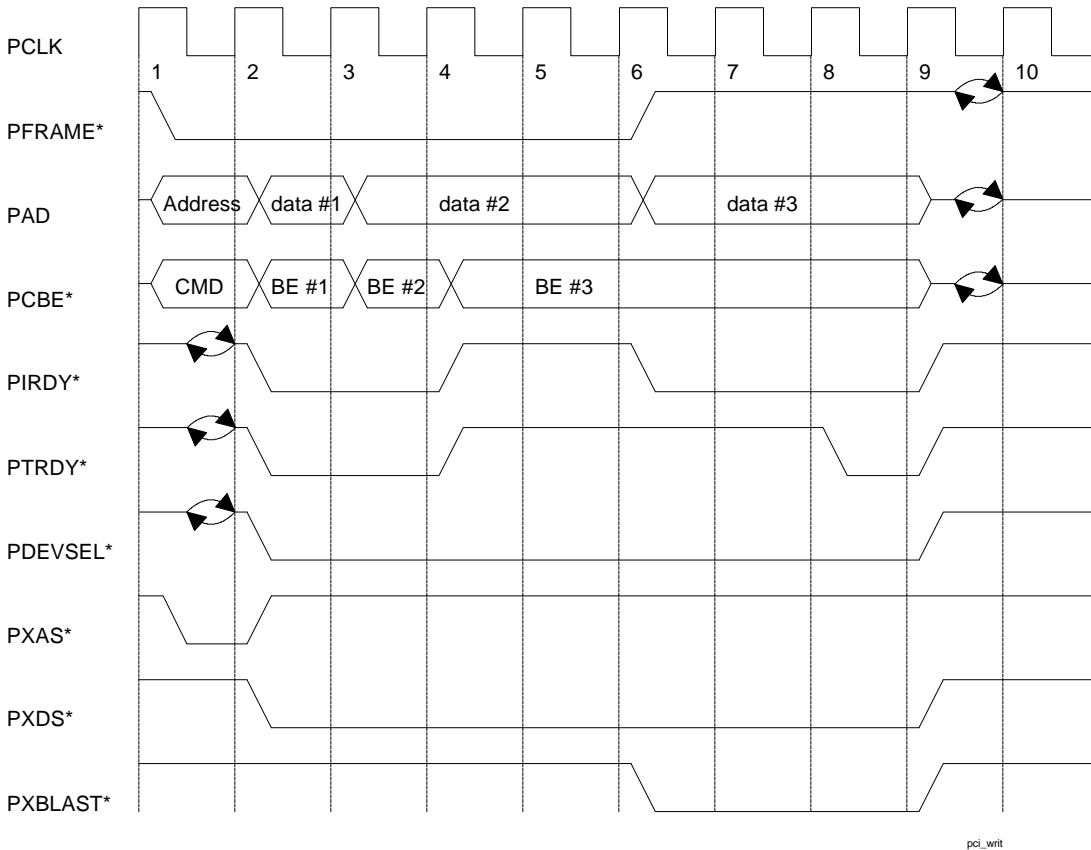 PCLK
1 2 3 4 5 6 7 8 9 10
PFRAME*
PAD Address data #1 data #2 data #3
PCBE* CMD BE #1 BE #2 BE #3
PIRDY*
PTRDY*
PDEVSEL*
PXAS*
PXDS*
PXBLAST*
pci_writ